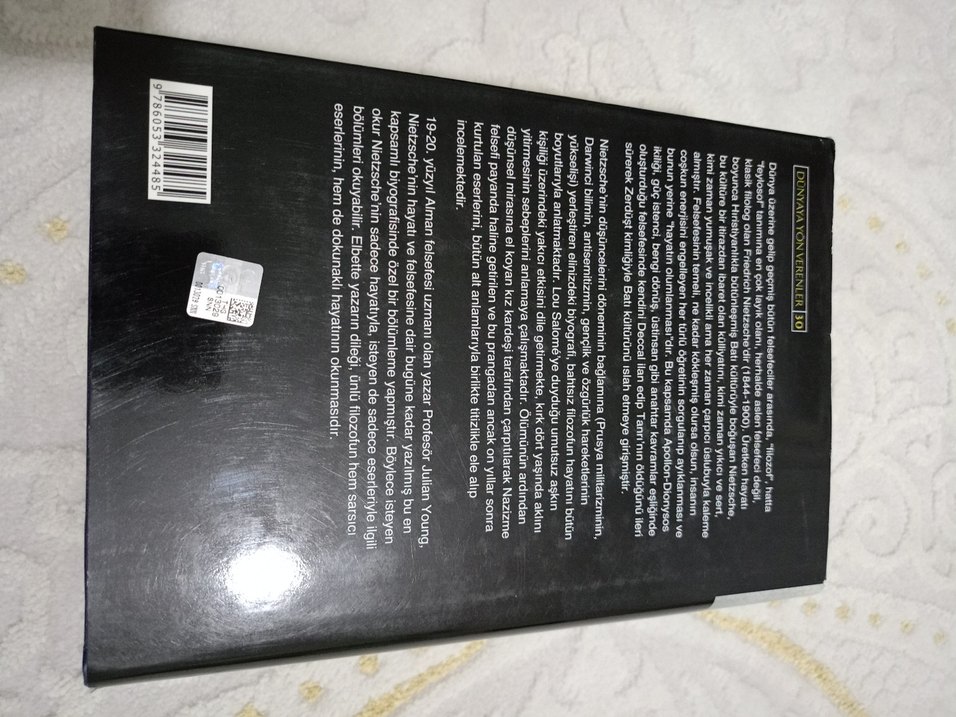 DÜNYAYA YÖN VERENLER 30
Dünya üzerine gelip geçmiş bütün felsefeciler arasında, "filozof", hatta
"feylosof" tanımına en çok layık olanı, herhalde aslen felsefeci değil,
klasik filolog olan Friedrich Nietzsche'dir (1844-1900). Üretken hayatı
boyunca Hıristiyanlıkla bütünleşmiş Batı kültürüyle boğuşan Nietzsche,
bu kültüre bir itirazdan ibaret olan külliyatını, kimi zaman yıkıcı ve sert,
kimi zaman yumuşak ve incelikli ama her zaman çarpıcı üslubuyla kaleme
almıştır. Felsefesinin temeli, ne kadar kökleşmiş olursa olsun, insanın
coşkun enerjisini engelleyen her türlü öğretinin sorgulanıp ayıklanması ve
bunun yerine "hayatın olumlanması"dır. Bu kapsamda Apollon-Dionysos
ikiliği, güç istenci, bengi dönüş, üstinsan gibi anahtar kavramlar eşliğinde
oluşturduğu felsefesinde kendini Deccal ilan edip Tanrı'nın öldüğünü ileri
sürerek Zerdüşt kimliğiyle Batı kültürünü ıslah etmeye girişmiştir.
Nietzsche'nin düşüncelerini döneminin bağlamına (Prusya militarizminin,
Darwinci bilimin, antisemitizmin, gençlik ve özgürlük hareketlerinin
yükselişi) yerleştiren elinizdeki biyografi, bahtsız filozofun hayatını bütün
boyutlarıyla anlatmaktadır. Lou Salomé'ye duyduğu umutsuz aşkın
kişiliği üzerindeki yakıcı etkisini dile getirmekte, kırk dört yaşında aklını
yitirmesinin sebeplerini anlamaya çalışmaktadır. Ölümünün ardından
düşünsel mirasına el koyan kız kardeşi tarafından çarpıtılarak Nazizme
felsefi payanda haline getirilen ve bu prangadan ancak on yıllar sonra
kurtulan eserlerini, bütün alt anlamlarıyla birlikte titizlikle ele alıp
incelemektedir.
19-20. yüzyıl Alman felsefesi uzmanı olan yazar Profesör Julian Young,
Nietzsche'nin hayatı ve felsefesine dair bugüne kadar yazılmış bu en
kapsamlı biyografisinde özel bir bölümleme yapmıştır. Böylece isteyen
okur Nietzsche'nin sadece hayatıyla, isteyen de sadece eserleriyle ilgili
bölümleri okuyabilir. Elbette yazarın dileği, ünlü filozofun hem sarsıcı
eserlerinin, hem de dokunaklı hayatının okunmasıdır.
9 786053 324485